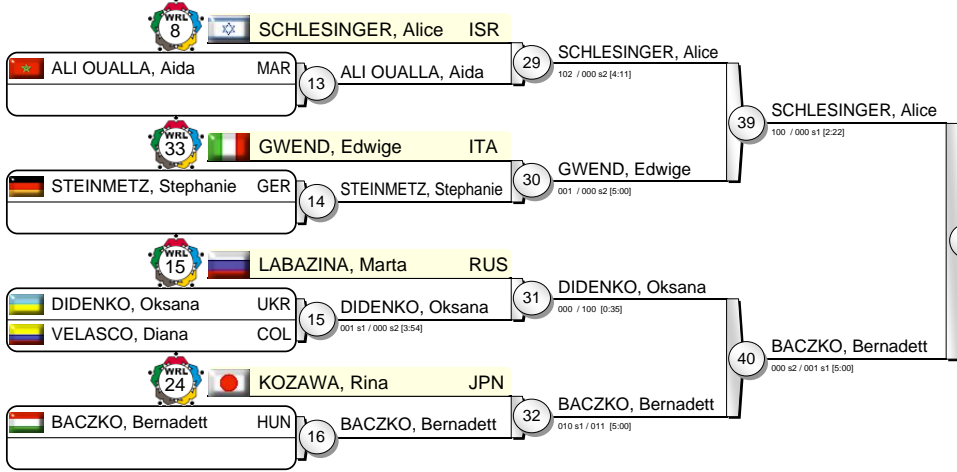 WRL
8
SCHLESINGER, Alice ISR
ALI OUALLA, Aida MAR
13
ALI OUALLA, Aida
29
SCHLESINGER, Alice
102 / 000 s2 [4:11]
39
SCHLESINGER, Alice
100 / 000 s1 [2:22]
WRL
33
GWEND, Edwige ITA
STEINMETZ, Stephanie GER
14
STEINMETZ, Stephanie
30
GWEND, Edwige
001 / 000 s2 [5:00]
WRL
15
LABAZINA, Marta RUS
DIDENKO, Oksana UKR
VELASCO, Diana COL
15
DIDENKO, Oksana
001 s1 / 000 s2 [3:54]
31
DIDENKO, Oksana
000 / 100 [0:35]
40
BACZKO, Bernadett
000 s2 / 001 s1 [5:00]
WRL
24
KOZAWA, Rina JPN
BACZKO, Bernadett HUN
16
BACZKO, Bernadett
32
BACZKO, Bernadett
010 s1 / 011 [5:00]